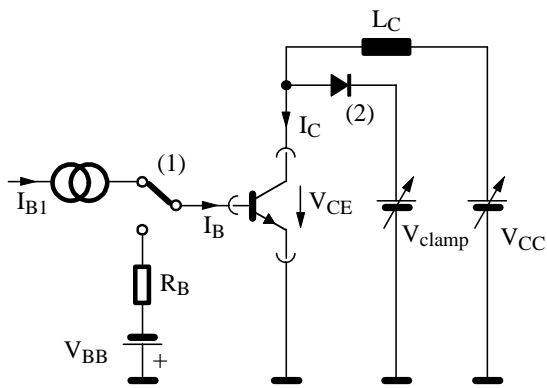 L_C
(2)
I_C
(1)
I_B1
I_B
V_CE
V_clamp
V_CC
R_B
V_BB
+